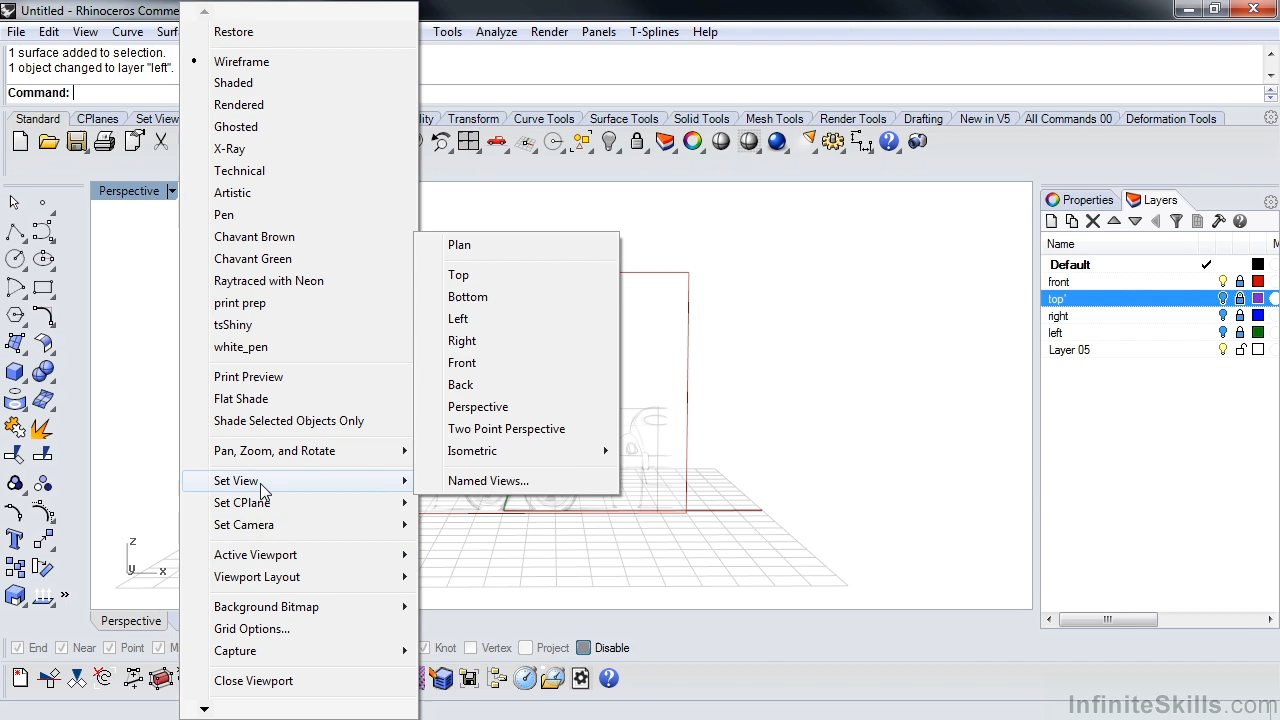 Untitled - Rhinoceros Comme
File Edit View Curve Surf Tools Analyze Render Panels T-Splines Help
1 surface added to selection.
1 object changed to layer "left".
Command:
Standard CPlanes Set View lity Transform Curve Tools Surface Tools Solid Tools Mesh Tools Render Tools Drafting New in V5 All Commands 00 Deformation Tools
Perspective
Restore
Wireframe
Shaded
Rendered
Ghosted
X-Ray
Technical
Artistic
Pen
Chavant Brown
Chavant Green
Raytraced with Neon
print prep
tsShiny
white_pen
Print Preview
Flat Shade
Shade Selected Objects Only
Pan, Zoom, and Rotate
Set View
Set CPlane
Set Camera
Active Viewport
Viewport Layout
Background Bitmap
Grid Options...
Capture
Close Viewport
Plan
Top
Bottom
Left
Right
Front
Back
Perspective
Two Point Perspective
Isometric
Named Views...
Properties Layers
Name M
Default
front
top'
right
left
Layer 05
z
y x
Perspective
End Near Point M Knot Vertex Project Disable
InfiniteSkills.com